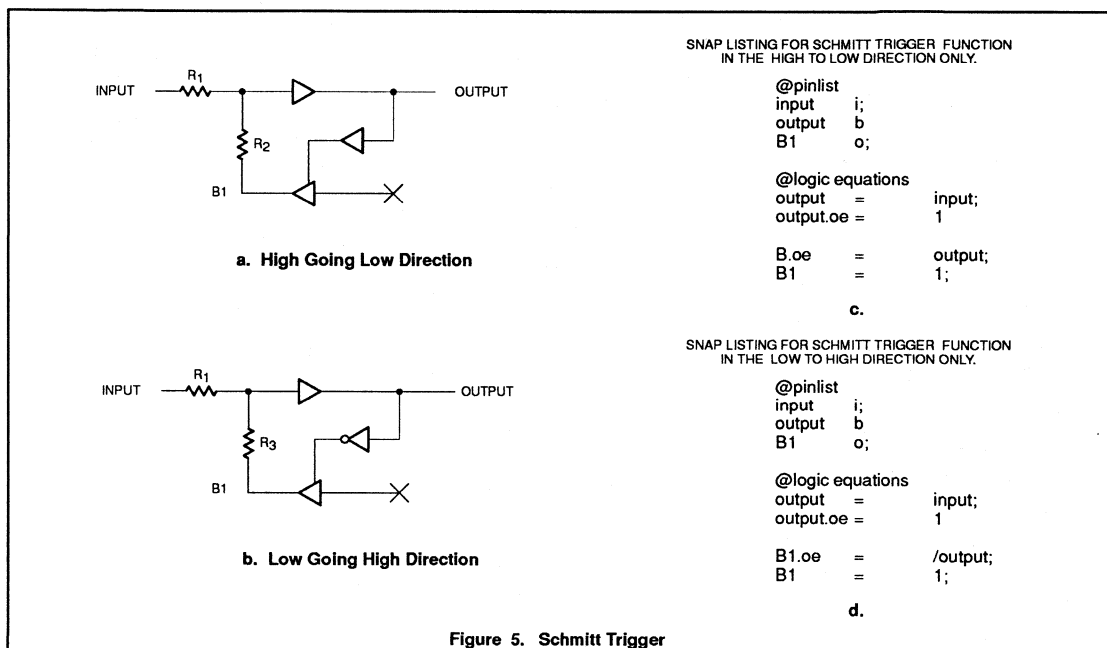 INPUT
R1
OUTPUT
R2
B1
a. High Going Low Direction
INPUT
R1
OUTPUT
R3
B1
b. Low Going High Direction
SNAP LISTING FOR SCHMITT TRIGGER FUNCTION
IN THE HIGH TO LOW DIRECTION ONLY.
@pinlist
input i;
output b
B1 o;
@logic equations
output = input;
output.oe = 1
B.oe = output;
B1 = 1;
c.
SNAP LISTING FOR SCHMITT TRIGGER FUNCTION
IN THE LOW TO HIGH DIRECTION ONLY.
@pinlist
input i;
output b
B1 o;
@logic equations
output = input;
output.oe = 1
B1.oe = /output;
B1 = 1;
d.
Figure 5. Schmitt Trigger